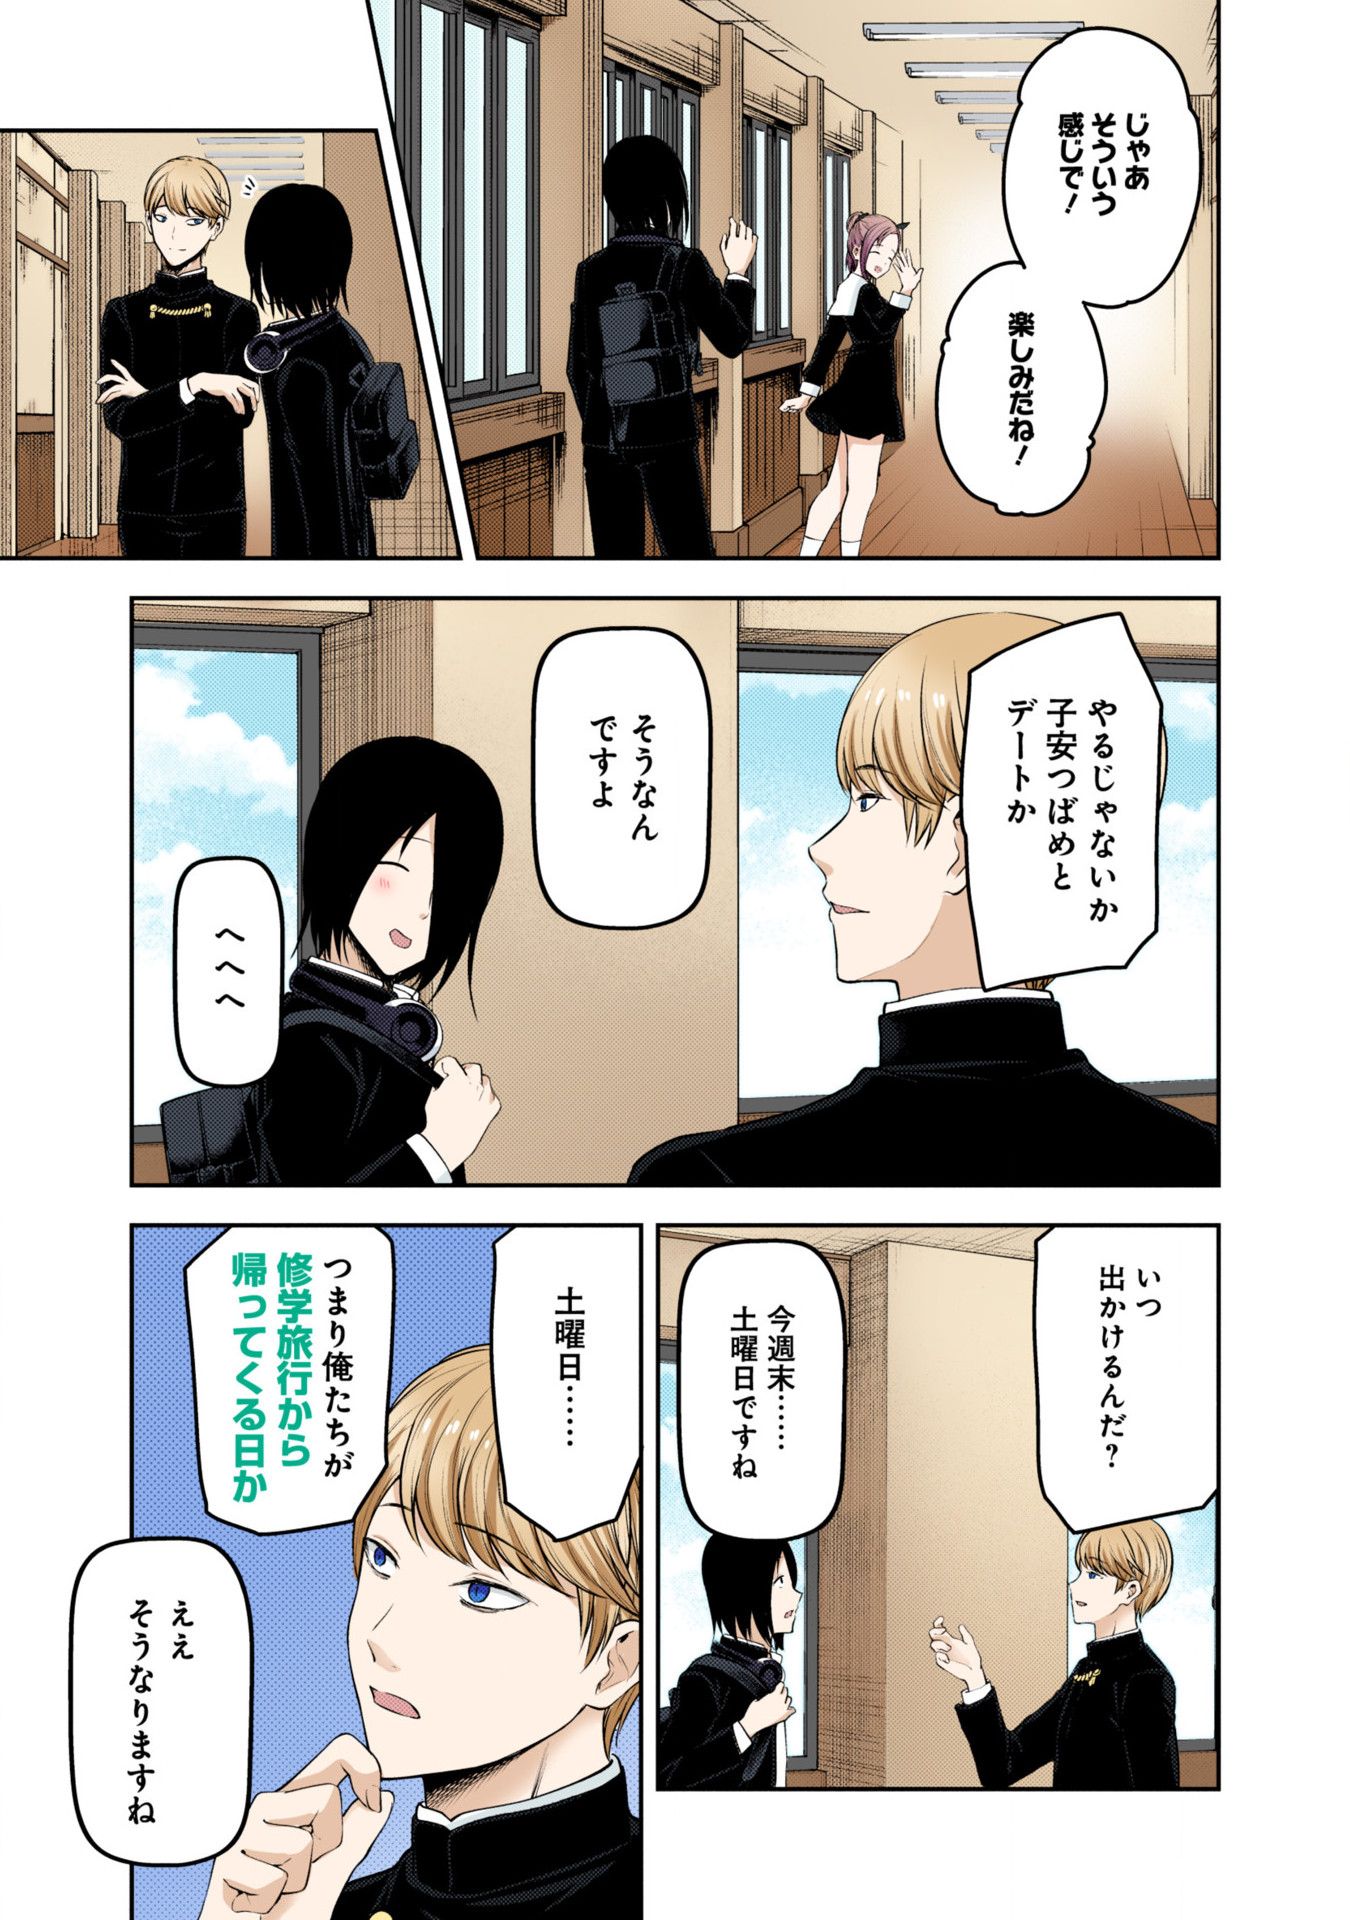 じゃあ
そういう
感じで!
楽しみだね!
やるじゃないか
子安つばめと
デートか
そうなん
ですよ
へへへ
いつ
出かけるんだ?
今週末……
土曜日ですね
土曜日……
つまり俺たちが
修学旅行から
帰ってくる日か
ええ
そうなりますね